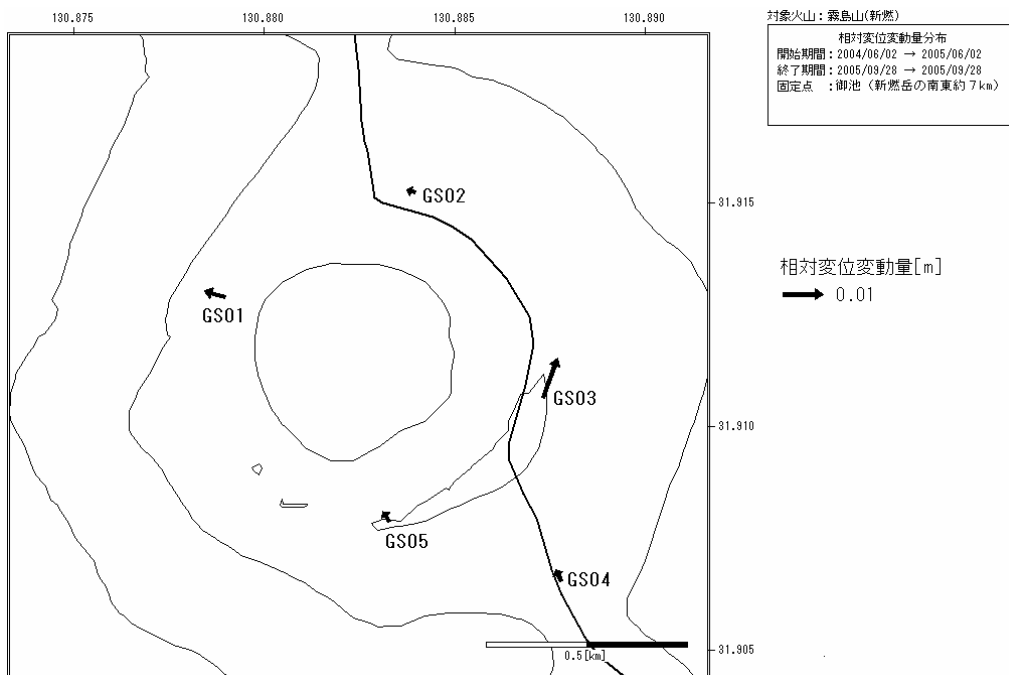 130.875
130.880
130.885
130.890
対象火山：霧島山(新燃)
相対変位変動量分布
開始期間：2004/06/02 → 2005/06/02
終了期間：2005/09/28 → 2005/09/28
固定点　：御池（新燃岳の南東約７km）
GS02
31.915
相対変位変動量[m]
0.01
GS01
GS03
31.910
GS05
GS04
31.905
0.5[km]